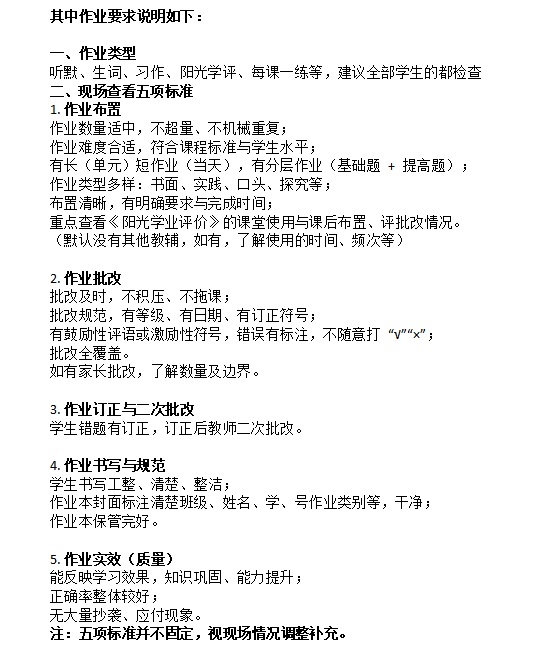 其中作业要求说明如下：
一、作业类型
听默、生词、习作、阳光学评、每课一练等，建议全部学生的都检查
二、现场查看五项标准
1. 作业布置
作业数量适中，不超量、不机械重复；
作业难度合适，符合课程标准与学生水平；
有长（单元）短作业（当天），有分层作业（基础题 + 提高题）；
作业类型多样：书面、实践、口头、探究等；
布置清晰，有明确要求与完成时间；
重点查看《阳光学业评价》的课堂使用与课后布置、评批改情况。
（默认没有其他教辅，如有，了解使用的时间、频次等）
2. 作业批改
批改及时，不积压、不拖课；
批改规范，有等级、有日期、有订正符号；
有鼓励性评语或激励性符号，错误有标注，不随意打 “√”“×”；
批改全覆盖。
如有家长批改，了解数量及边界。
3. 作业订正与二次批改
学生错题有订正，订正后教师二次批改。
4. 作业书写与规范
学生书写工整、清楚、整洁；
作业本封面标注清楚班级、姓名、学、号作业类别等，干净；
作业本保管完好。
5. 作业实效（质量）
能反映学习效果，知识巩固、能力提升；
正确率整体较好；
无大量抄袭、应付现象。
注：五项标准并不固定，视现场情况调整补充。